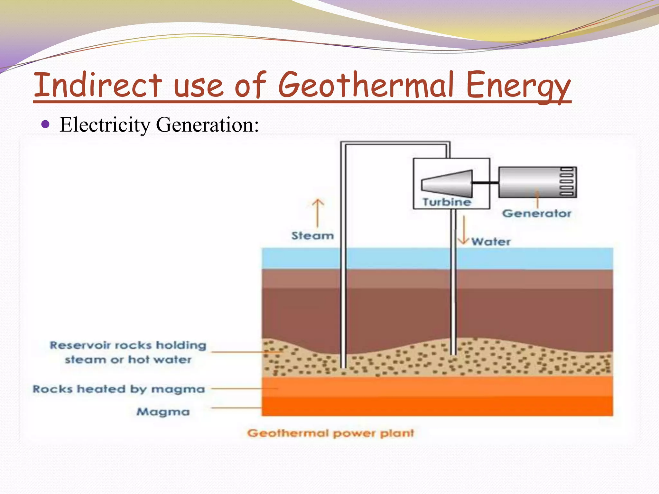 Indirect use of Geothermal Energy
• Electricity Generation:
Turbine
Generator
Steam
Water
Reservoir rocks holding
steam or hot water
Rocks heated by magma
Magma
Geothermal power plant